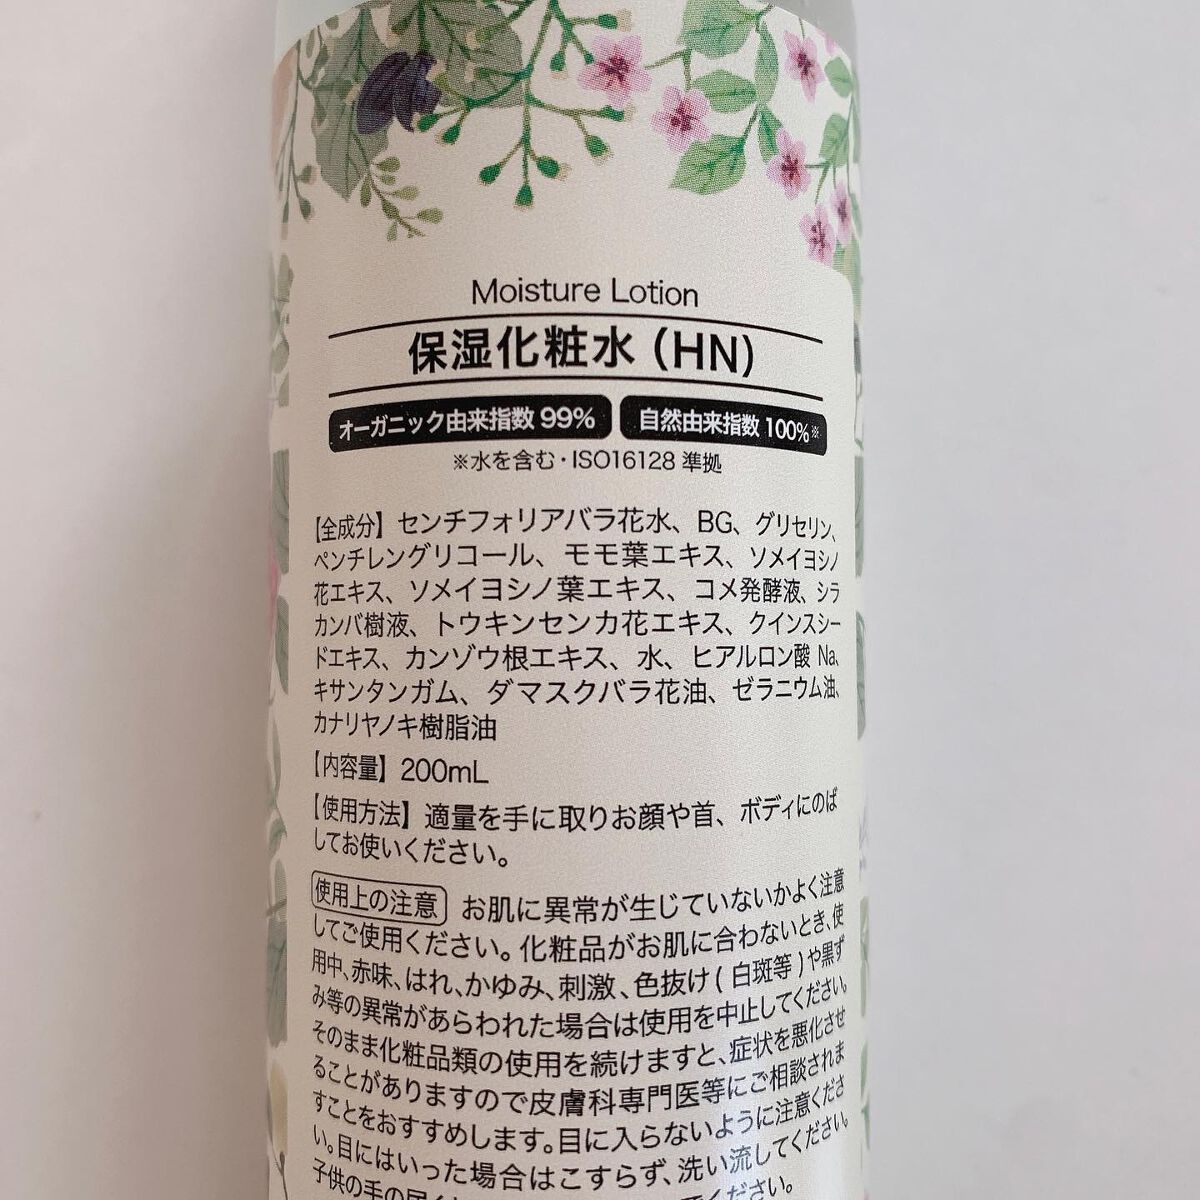 Moisture Lotion
保湿化粧水(HN)
オーガニック由来指数 99% 自然由来指数 100%※
※水を含む・ISO16128 準拠
【全成分】センチフォリアバラ花水、BG、グリセリン、
ペンチレングリコール、モモ葉エキス、ソメイヨシノ
花エキス、ソメイヨシノ葉エキス、コメ発酵液、シラ
カンバ樹液、トウキンセンカ花エキス、クインスシー
ドエキス、カンゾウ根エキス、水、ヒアルロン酸 Na、
キサンタンガム、ダマスクバラ花油、ゼラニウム油、
カナリヤノキ樹脂油
【内容量】200mL
【使用方法】適量を手に取りお顔や首、ボディにのば
してお使いください。
使用上の注意 お肌に異常が生じていないかよく注意
してご使用ください。化粧品がお肌に合わないとき、使
用中、赤味、はれ、かゆみ、刺激、色抜け(白斑等)や黒ず
み等の異常があらわれた場合は使用を中止してください。
そのまま化粧品類の使用を続けますと、症状を悪化させ
ることがありますので皮膚科専門医等にご相談されま
すことをおすすめします。目に入らないように注意くださ
い。目にはいった場合はこすらず、洗い流してください。
子供の手の届く